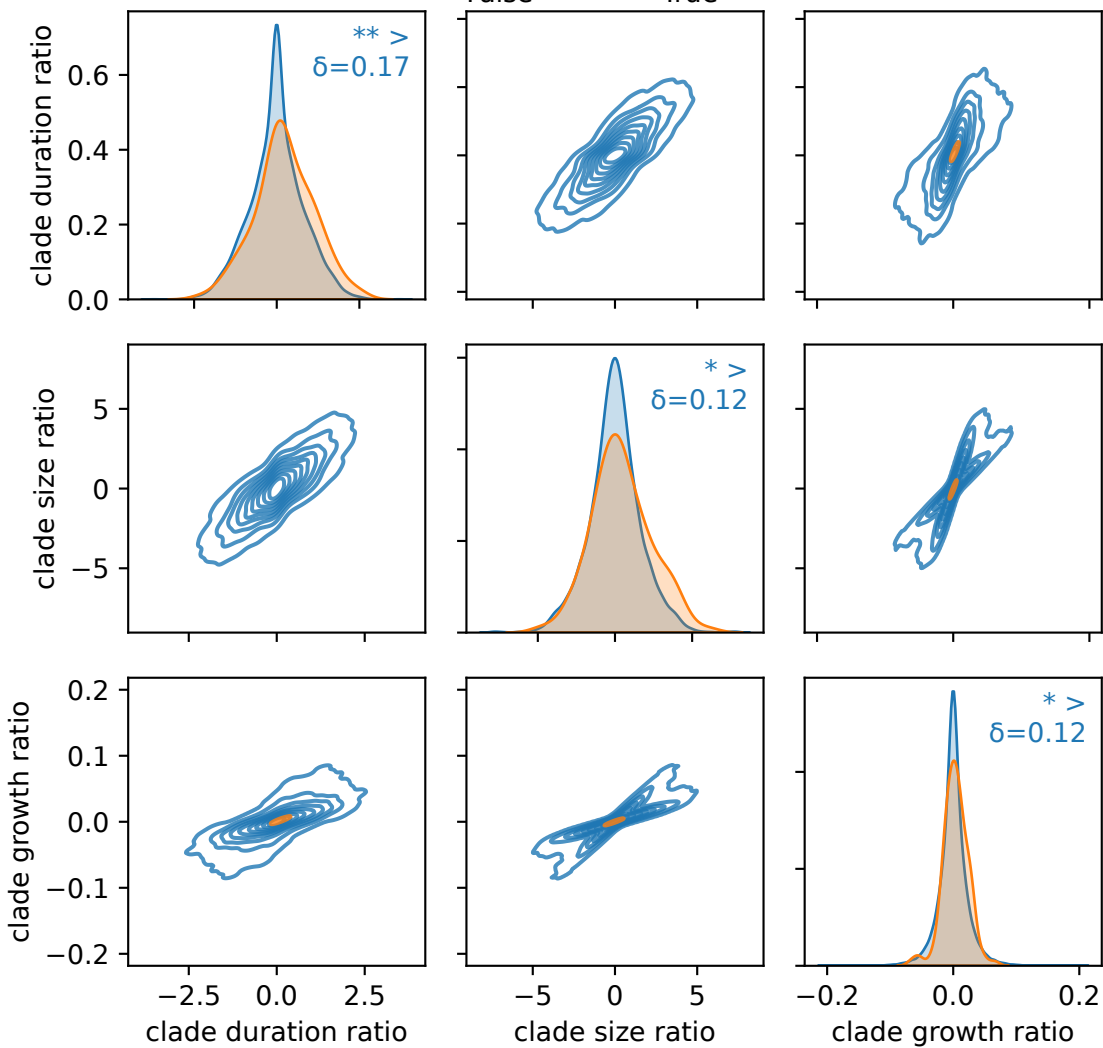 ** >
δ=0.17
0.6
0.4
0.2
0.0
clade duration ratio
* >
δ=0.12
5
0
−5
clade size ratio
* >
δ=0.12
0.2
0.1
0.0
−0.1
−0.2
clade growth ratio
−2.5 0.0 2.5
clade duration ratio
−5 0 5
clade size ratio
−0.2 0.0 0.2
clade growth ratio